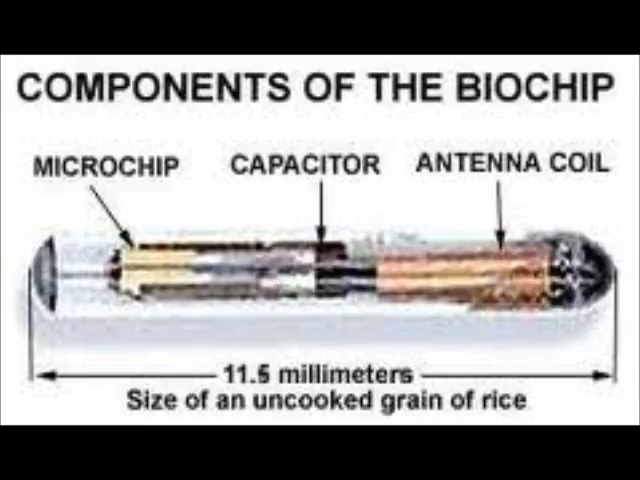 COMPONENTS OF THE BIOCHIP
MICROCHIP CAPACITOR ANTENNA COIL
11.5 millimeters
Size of an uncooked grain of rice